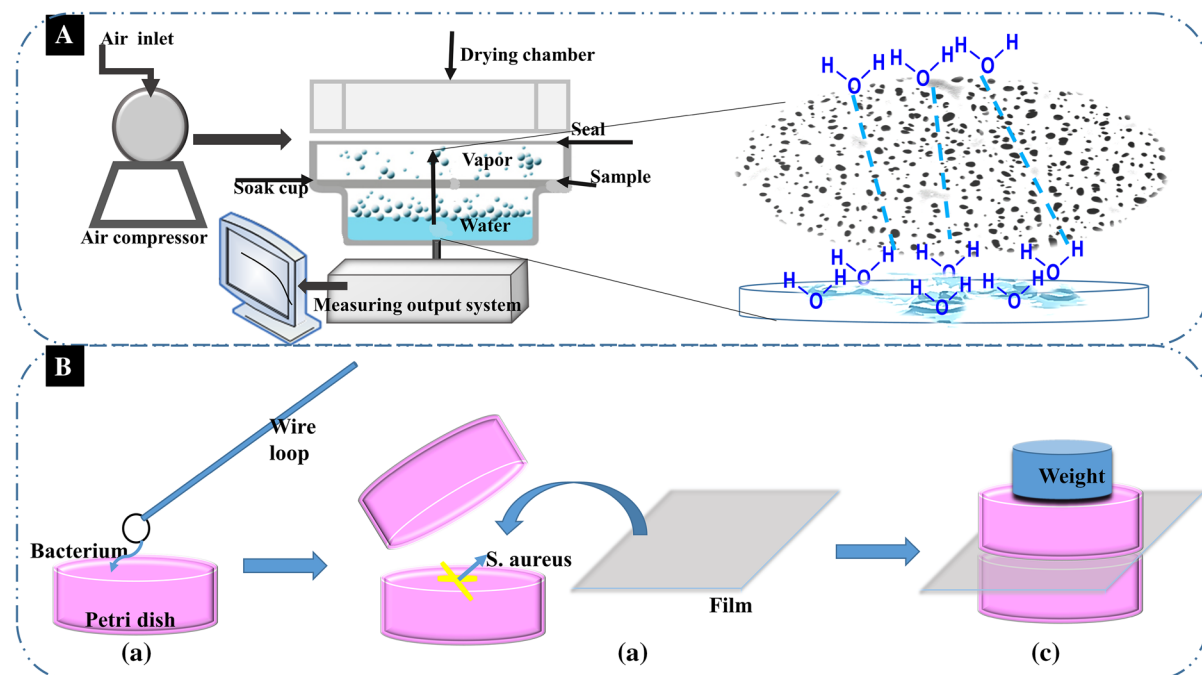 A
Air inlet
Air compressor
Drying chamber
Seal
Vapor
Soak cup
Sample
Water
Measuring output system
H H
O
H H
O
H H
O
H H
O
H H
O
H H
O
H H
O
H H
O
H H
O
B
Wire
loop
Bacterium
Petri dish
(a)
S. aureus
Film
(a)
Weight
(c)